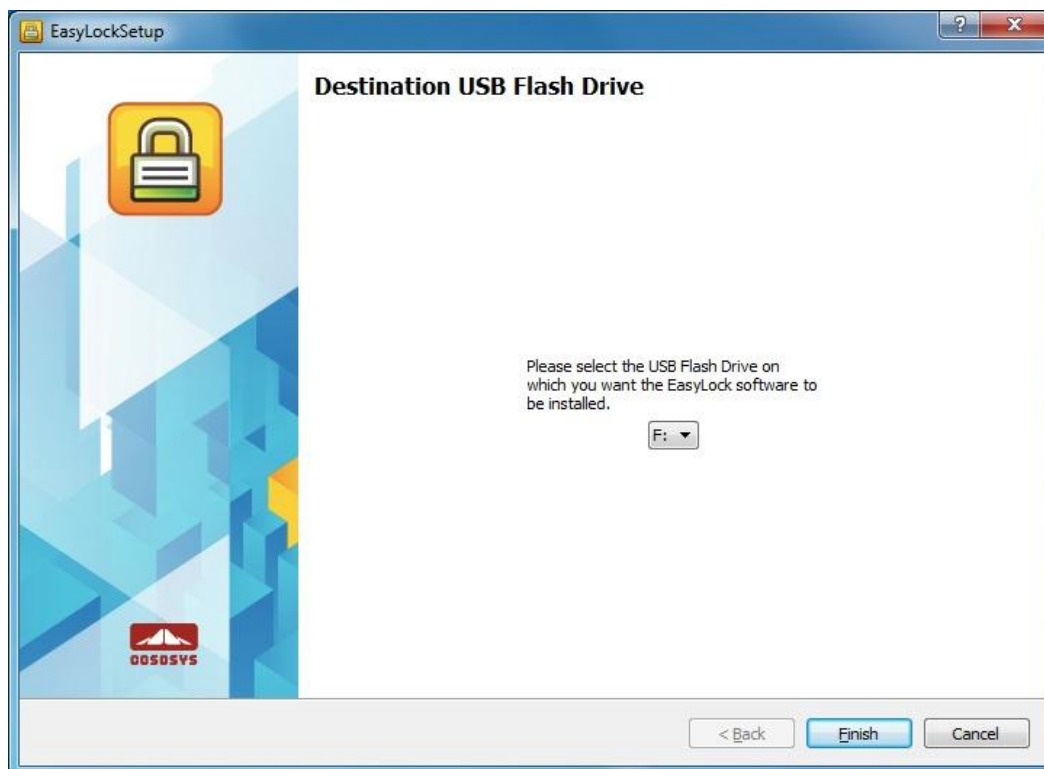 EasyLockSetup
?
Destination USB Flash Drive
Please select the USB Flash Drive on
which you want the EasyLock software to
be installed.
F:
COSOSYS
< Back
Finish
Cancel